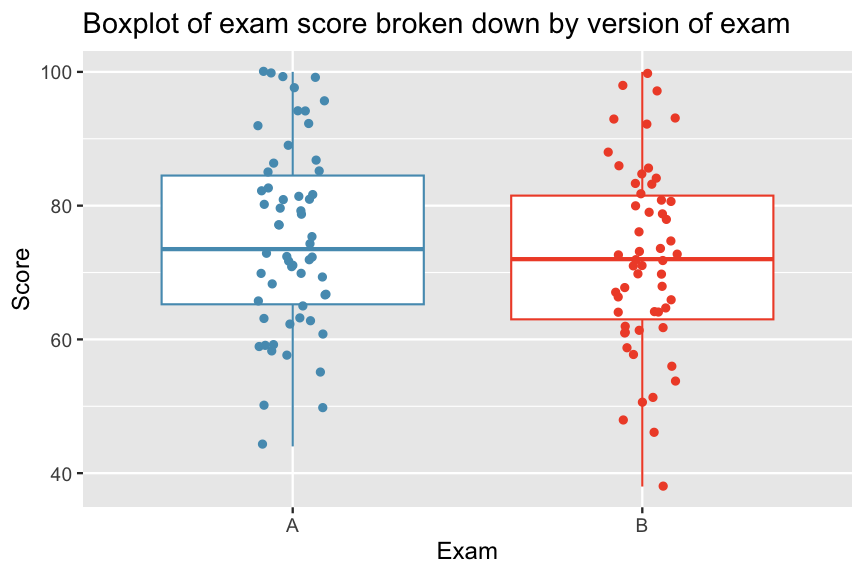 Boxplot of exam score broken down by version of exam
100
80
60
40
Score
A
B
Exam